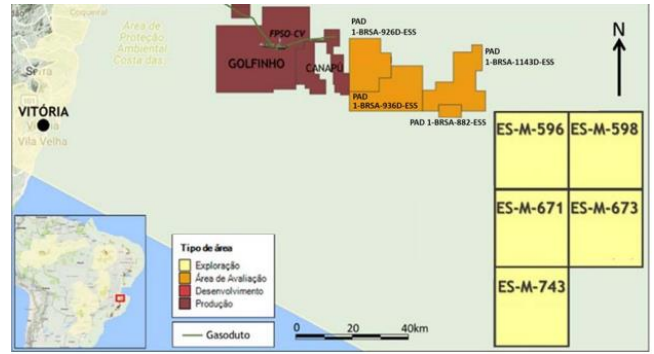 Área de
Proteção
Ambiental
Costa das
Serra
VITÓRIA
Vila Velha
FPSO-CV
GOLFINHO
CANAPÚ
PAD
1-BRSA-926D-ESS
PAD
1-BRSA-1143D-ESS
PAD
1-BRSA-936D-ESS
PAD 1-BRSA-882-ESS
N
ES-M-596
ES-M-598
ES-M-671
ES-M-673
ES-M-743
Tipo de área
Exploração
Área de Avaliação
Desenvolvimento
Produção
Gasoduto
0 20 40km